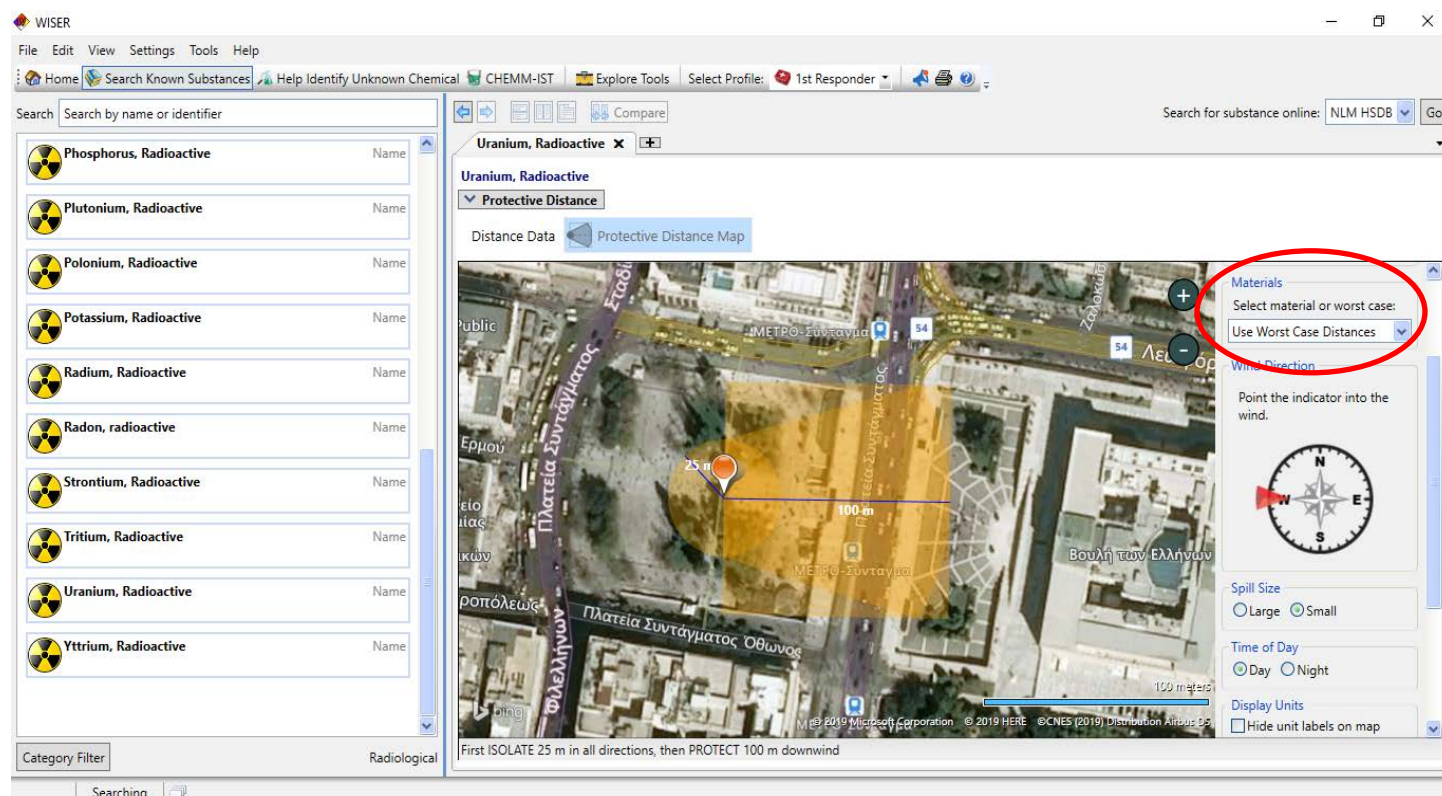 WISER
File Edit View Settings Tools Help
Home Search Known Substances Help Identify Unknown Chemical CHEMM-IST Explore Tools Select Profile: 1st Responder
Search Search by name or identifier
Phosphorus, Radioactive Name
Plutonium, Radioactive Name
Polonium, Radioactive Name
Potassium, Radioactive Name
Radium, Radioactive Name
Radon, radioactive Name
Strontium, Radioactive Name
Tritium, Radioactive Name
Uranium, Radioactive Name
Yttrium, Radioactive Name
Category Filter Radiological
Searching
Compare
Search for substance online: NLM HSDB Go
Uranium, Radioactive
Uranium, Radioactive
Protective Distance
Distance Data Protective Distance Map
Public
ΜΕΤΡΟ-Σύνταγμα
54
54
Ερμού
Πλατεία Συντάγματος
25 m
100 m
ΜΕΤΡΟ-Σύνταγμα
Βουλή των Ελλήνων
Πλατεία Συντάγματος Όθωνος
Φιλελλήνων
100 meters
bing
© 2019 Microsoft Corporation © 2019 HERE ©CNES (2019) Distribution Airbus DS
First ISOLATE 25 m in all directions, then PROTECT 100 m downwind
Materials
Select material or worst case:
Use Worst Case Distances
Wind Direction
Point the indicator into the
wind.
N
W
E
S
Spill Size
Large Small
Time of Day
Day Night
Display Units
Hide unit labels on map